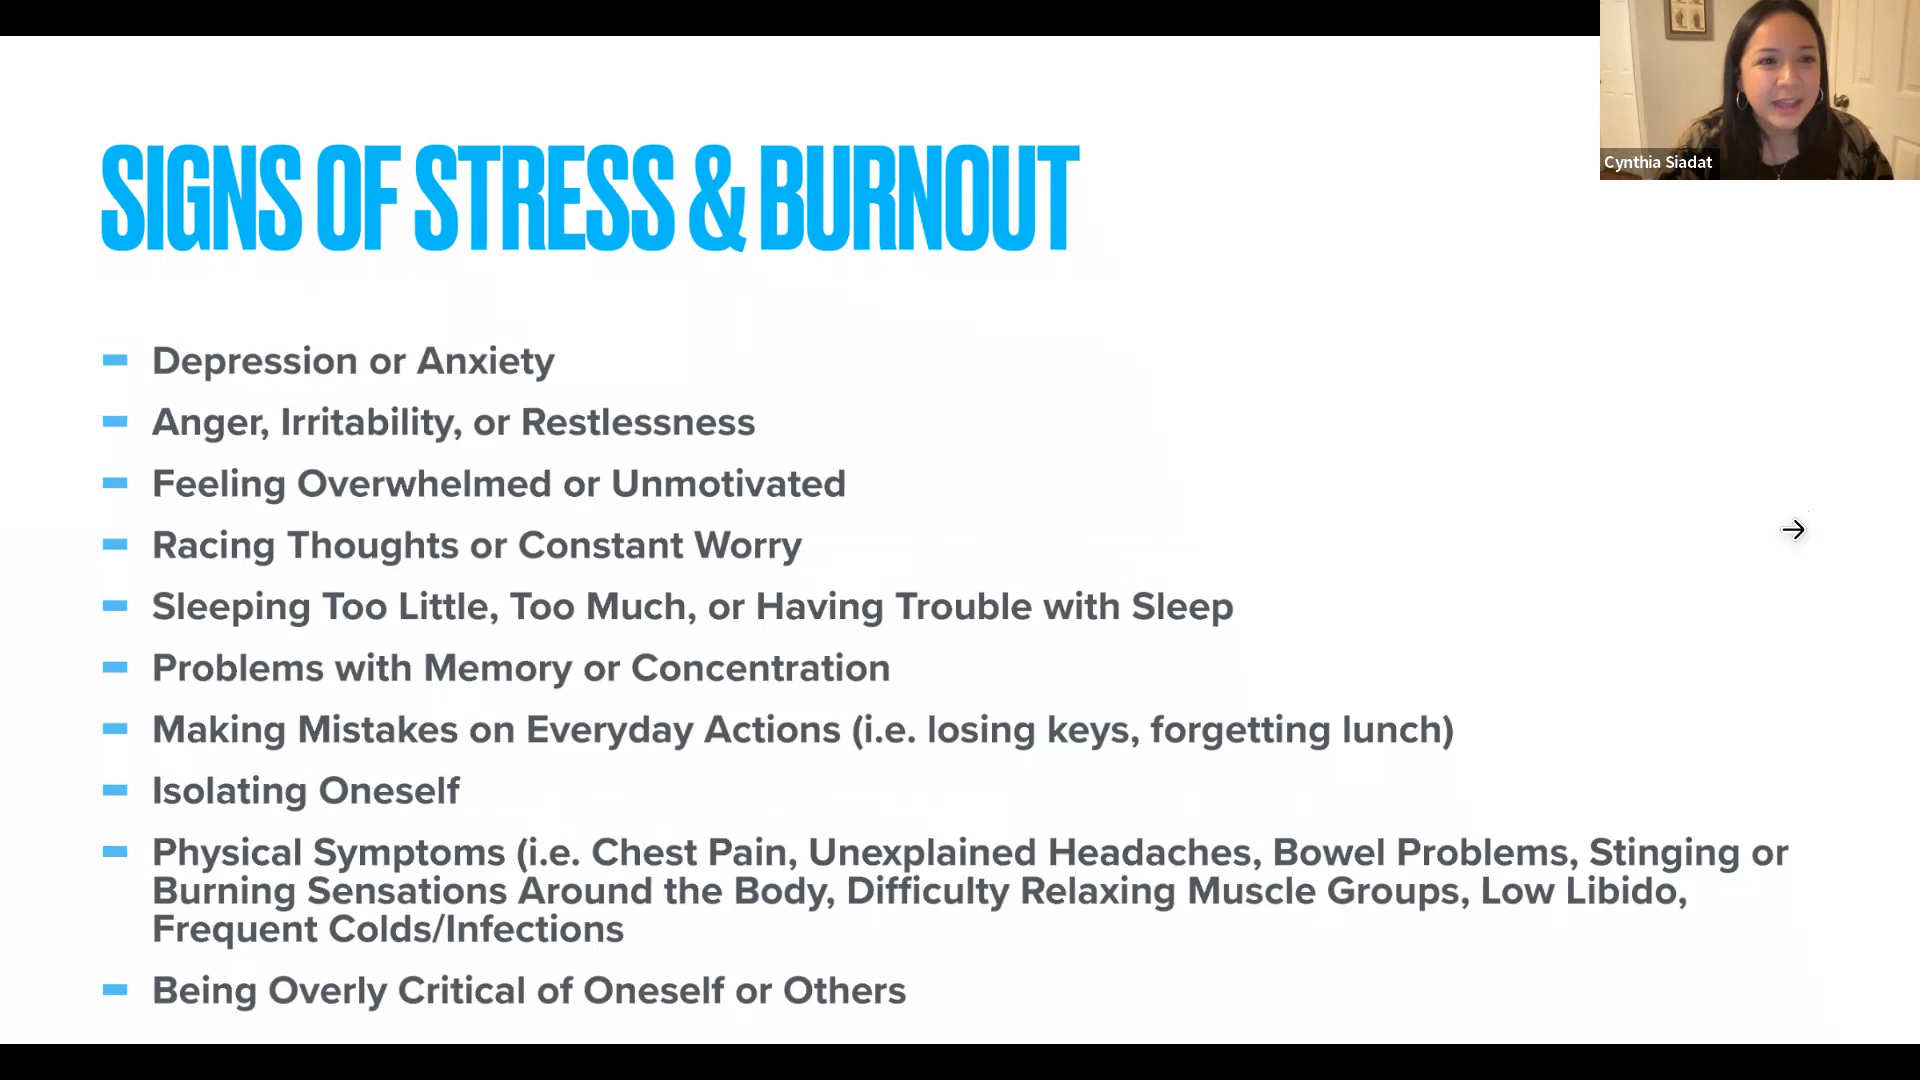 SIGNS OF STRESS & BURNOUT
Depression or Anxiety
Anger, Irritability, or Restlessness
Feeling Overwhelmed or Unmotivated
Racing Thoughts or Constant Worry
Sleeping Too Little, Too Much, or Having Trouble with Sleep
Problems with Memory or Concentration
Making Mistakes on Everyday Actions (i.e. losing keys, forgetting lunch)
Isolating Oneself
Physical Symptoms (i.e. Chest Pain, Unexplained Headaches, Bowel Problems, Stinging or
Burning Sensations Around the Body, Difficulty Relaxing Muscle Groups, Low Libido,
Frequent Colds/Infections
Being Overly Critical of Oneself or Others
Cynthia Siadat